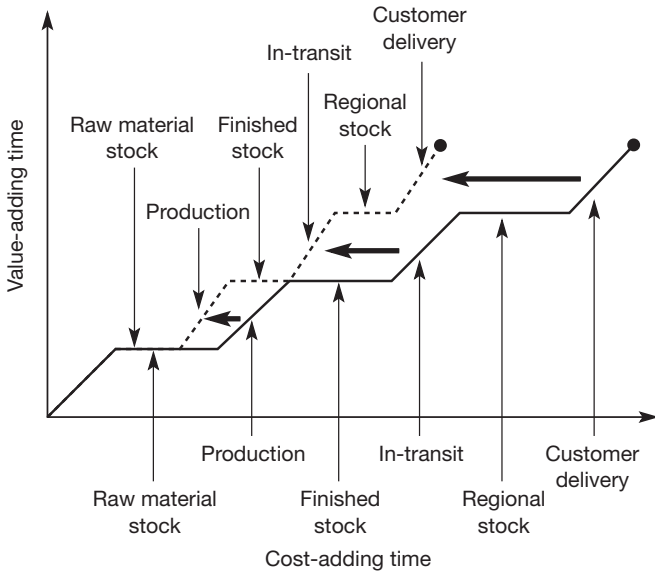 Customer
delivery
In-transit
Regional
stock
Raw material
stock
Finished
stock
Production
Value-adding time
Production
In-transit
Customer
delivery
Raw material
stock
Finished
stock
Regional
stock
Cost-adding time